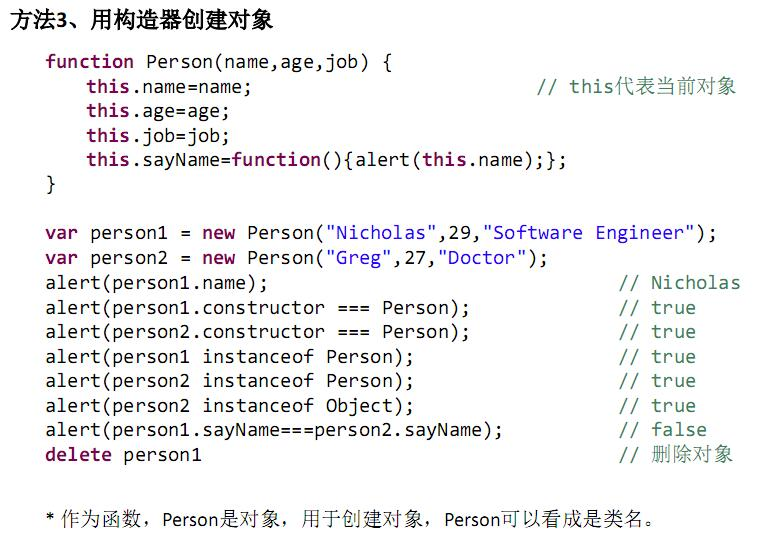 方法3、用构造器创建对象
function Person(name,age,job) {
this.name=name; // this代表当前对象
this.age=age;
this.job=job;
this.sayName=function(){alert(this.name);};
}
var person1 = new Person("Nicholas",29,"Software Engineer");
var person2 = new Person("Greg",27,"Doctor");
alert(person1.name); // Nicholas
alert(person1.constructor === Person); // true
alert(person2.constructor === Person); // true
alert(person1 instanceof Person); // true
alert(person2 instanceof Person); // true
alert(person2 instanceof Object); // true
alert(person1.sayName===person2.sayName); // false
delete person1 // 删除对象
* 作为函数，Person是对象，用于创建对象，Person可以看成是类名。